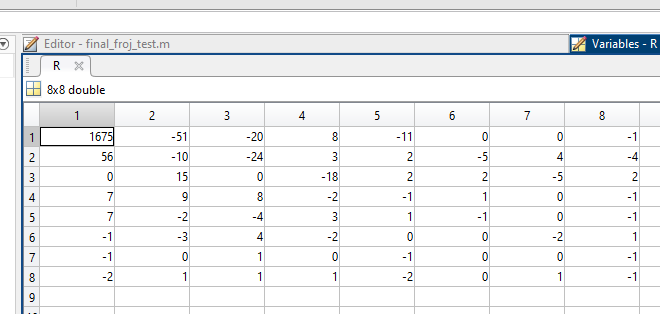 Editor - final_froj_test.m Variables - R
R
8x8 double
1 2 3 4 5 6 7 8
1 1675 -51 -20 8 -11 0 0 -1
2 56 -10 -24 3 2 -5 4 -4
3 0 15 0 -18 2 2 -5 2
4 7 9 8 -2 -1 1 0 -1
5 7 -2 -4 3 1 -1 0 -1
6 -1 -3 4 -2 0 0 -2 1
7 -1 0 1 0 -1 0 0 -1
8 -2 1 1 1 -2 0 1 -1
9